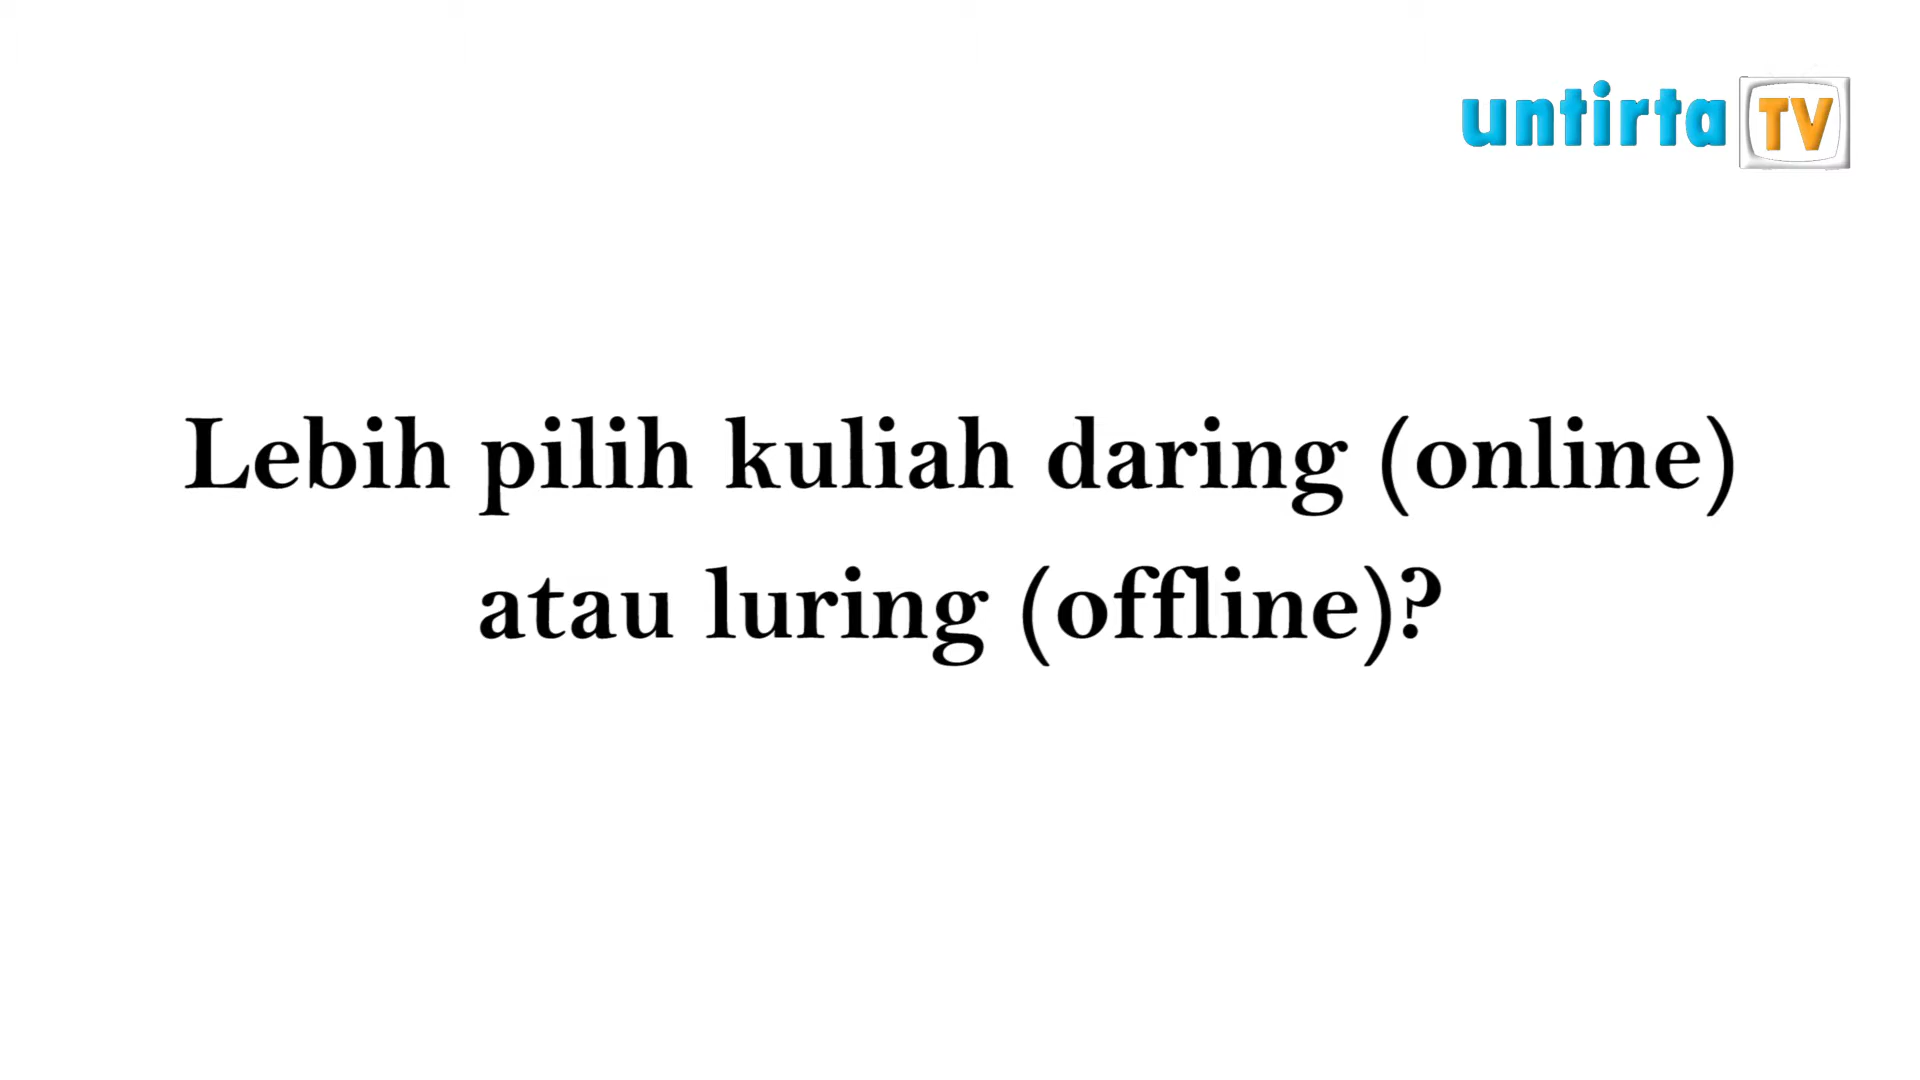 untirta TV
Lebih pilih kuliah daring (online)
atau luring (offline)?